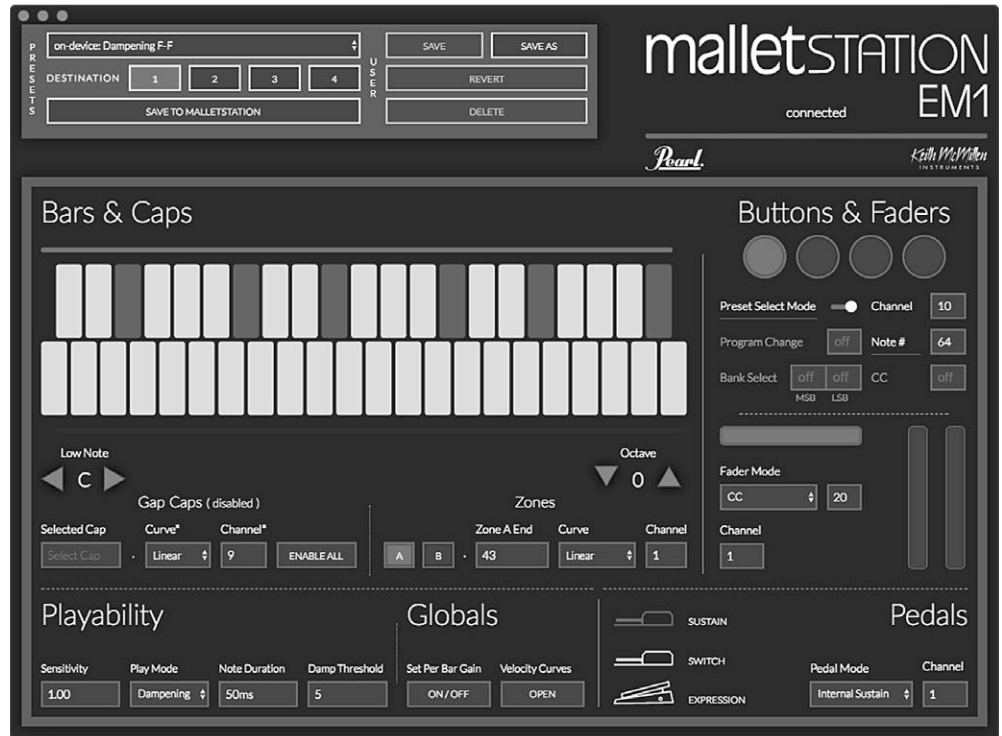 PRESETS
on-device: Dampening F-F
DESTINATION 1 2 3 4
SAVE TO MALLETSTATION
USER
SAVE SAVE AS
REVERT
DELETE
malletSTATION
EM1
connected
Pearl.
Keith McMillen
INSTRUMENTS
Bars & Caps
Low Note
C
Octave
0
Gap Caps ( disabled )
Selected Cap Curve* Channel*
Select Cap Linear 9 ENABLE ALL
Zones
Zone A End Curve Channel
A B 43 Linear 1
Buttons & Faders
Preset Select Mode Channel 10
Program Change off Note # 64
Bank Select off off CC off
MSB LSB
Fader Mode
CC 20
Channel
1
Playability
Sensitivity Play Mode Note Duration Damp Threshold
1.00 Dampening 50ms 5
Globals
Set Per Bar Gain Velocity Curves
ON / OFF OPEN
Pedals
SUSTAIN
SWITCH
EXPRESSION
Pedal Mode Channel
Internal Sustain 1